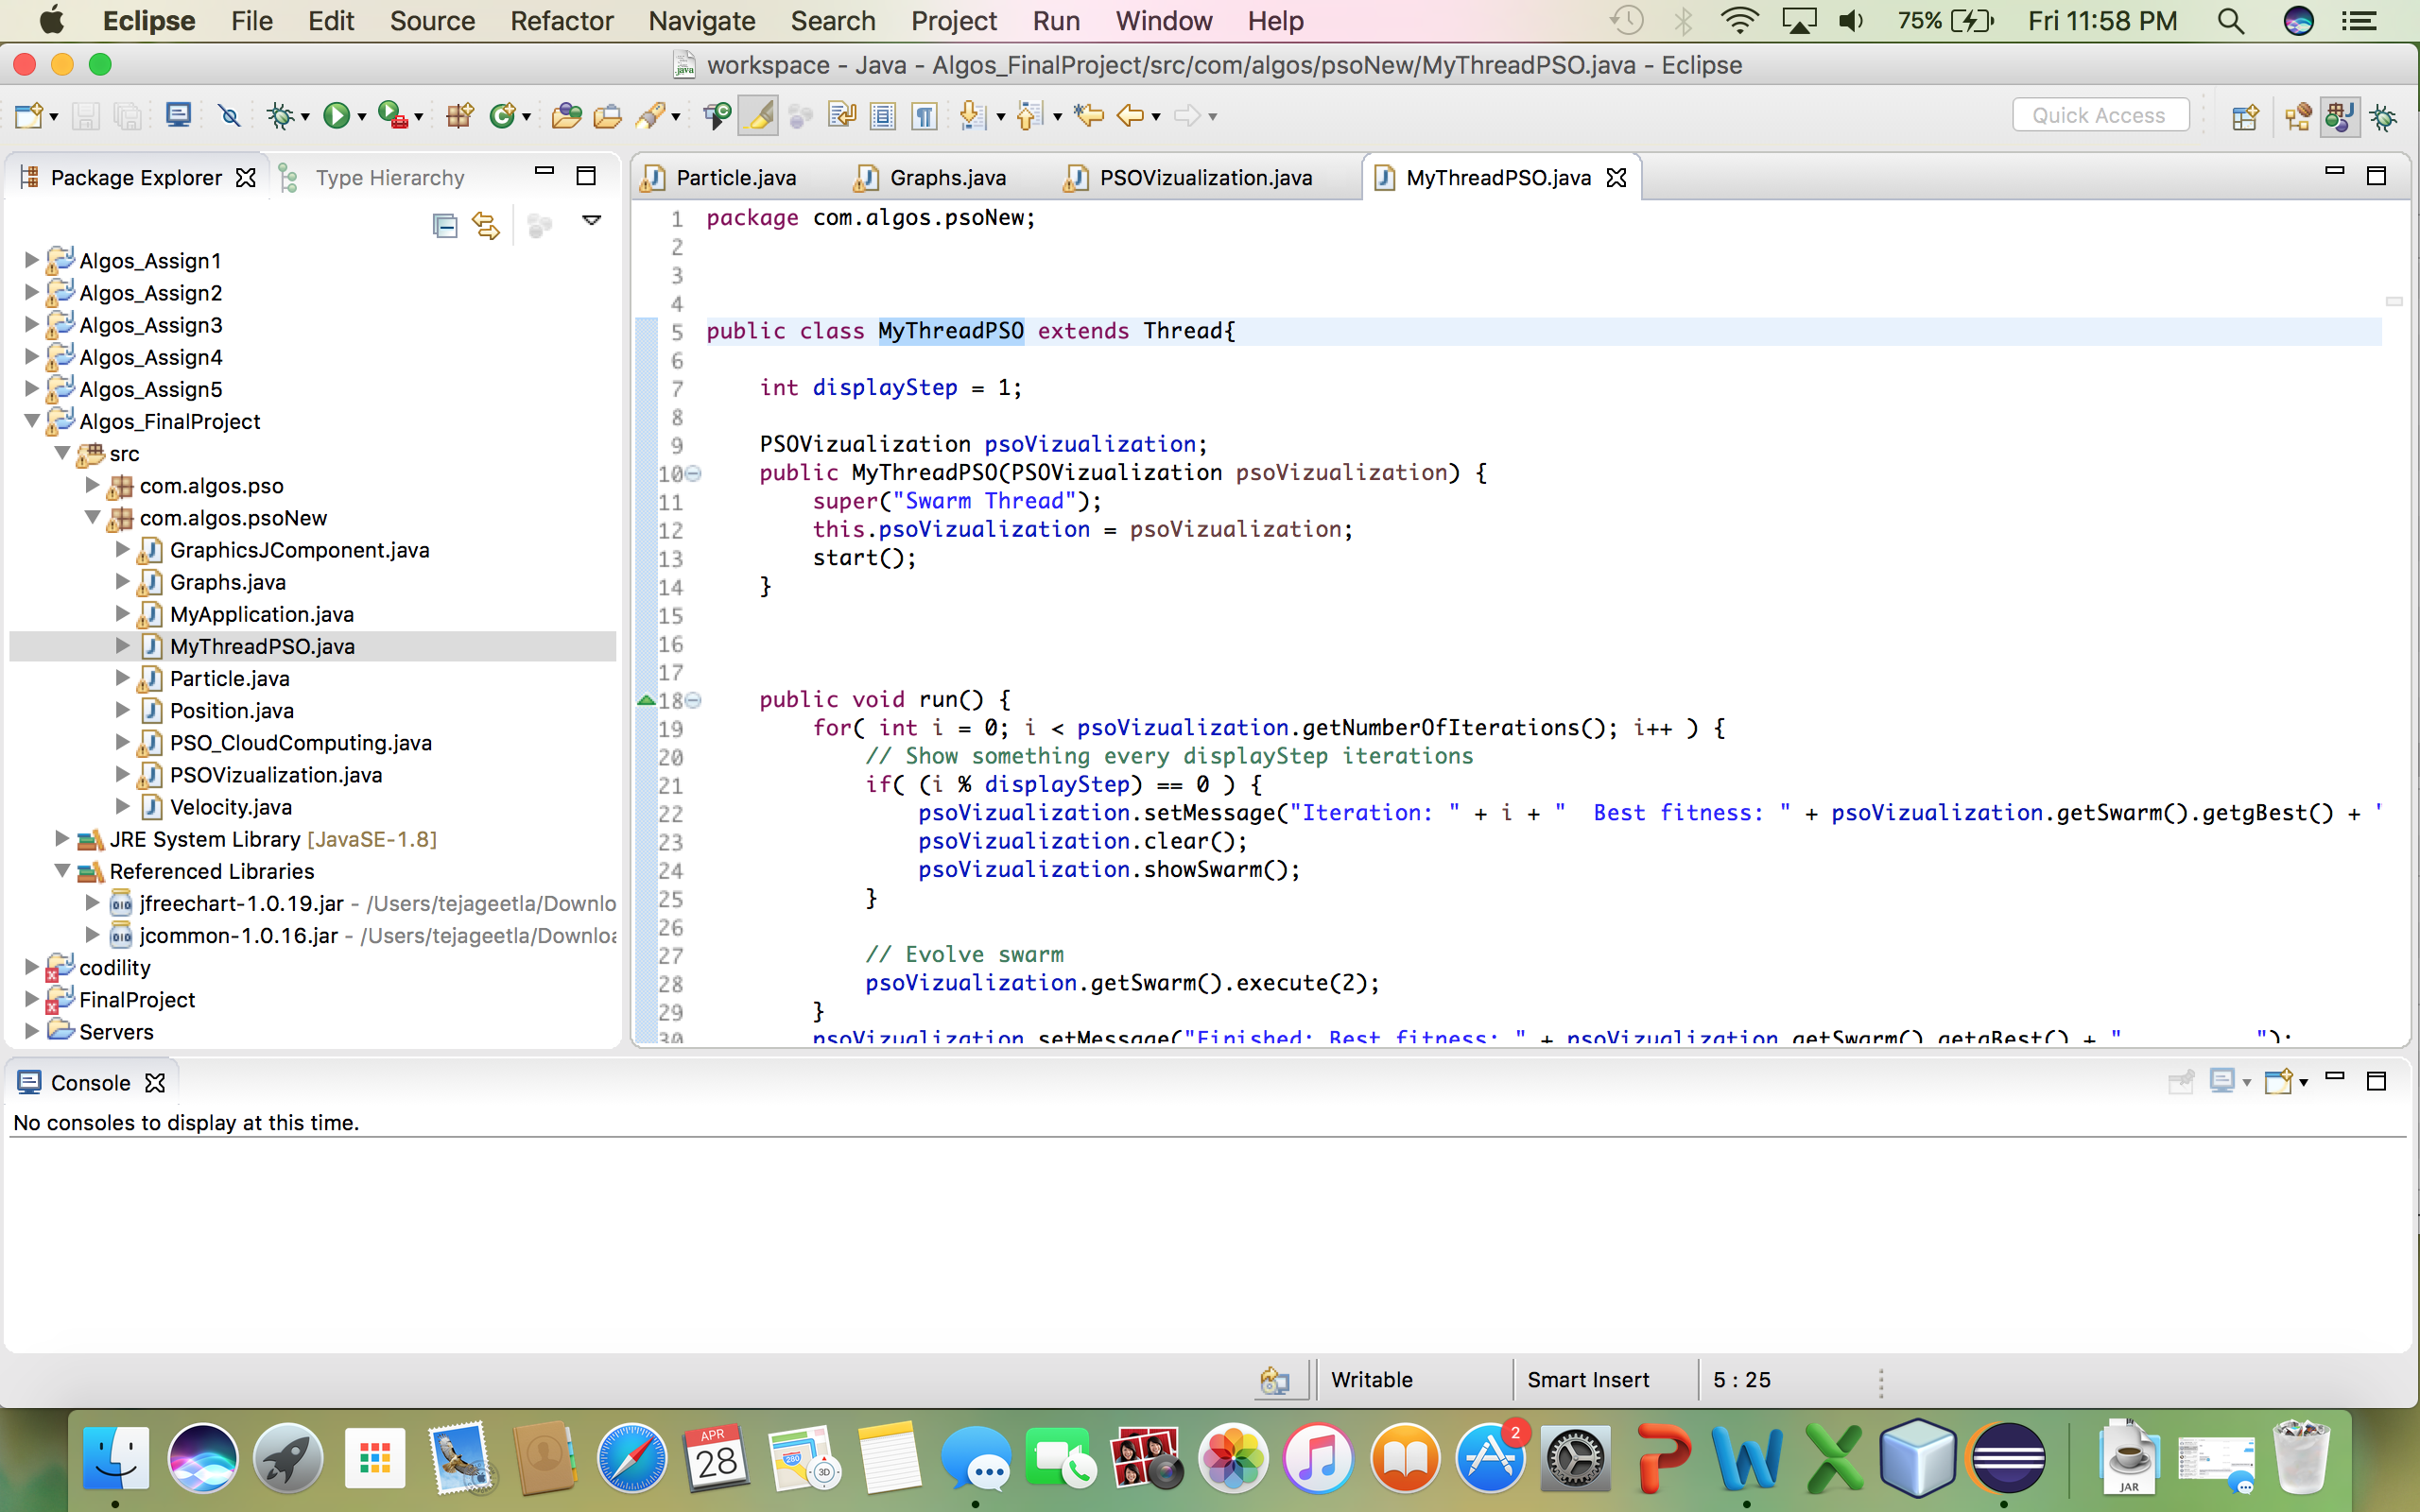 Eclipse File Edit Source Refactor Navigate Search Project Run Window Help 75% Fri 11:58 PM
workspace - Java - Algos_FinalProject/src/com/algos/psoNew/MyThreadPSO.java - Eclipse
Quick Access
Package Explorer Type Hierarchy
Algos_Assign1
Algos_Assign2
Algos_Assign3
Algos_Assign4
Algos_Assign5
Algos_FinalProject
src
com.algos.pso
com.algos.psoNew
GraphicsJComponent.java
Graphs.java
MyApplication.java
MyThreadPSO.java
Particle.java
Position.java
PSO_CloudComputing.java
PSOVizualization.java
Velocity.java
JRE System Library [JavaSE-1.8]
Referenced Libraries
jfreechart-1.0.19.jar - /Users/tejageetla/Downlo
jcommon-1.0.16.jar - /Users/tejageetla/Downloa
codility
FinalProject
Servers
Particle.java Graphs.java PSOVizualization.java MyThreadPSO.java
1 package com.algos.psoNew;
2
3
4
5 public class MyThreadPSO extends Thread{
6
7 int displayStep = 1;
8
9 PSOVizualization psoVizualization;
10 public MyThreadPSO(PSOVizualization psoVizualization) {
11 super("Swarm Thread");
12 this.psoVizualization = psoVizualization;
13 start();
14 }
15
16
17
18 public void run() {
19 for( int i = 0; i < psoVizualization.getNumberOfIterations(); i++ ) {
20 // Show something every displayStep iterations
21 if( (i % displayStep) == 0 ) {
22 psoVizualization.setMessage("Iteration: " + i + "  Best fitness: " + psoVizualization.getSwarm().getgBest() + "
23 psoVizualization.clear();
24 psoVizualization.showSwarm();
25 }
26
27 // Evolve swarm
28 psoVizualization.getSwarm().execute(2);
29 }
30 psoVizualization.setMessage("Finished: Best fitness: " + psoVizualization.getSwarm().getgBest() + "          ");
Console
No consoles to display at this time.
Writable Smart Insert 5 : 25
APR
28
280
3D
2
JAR